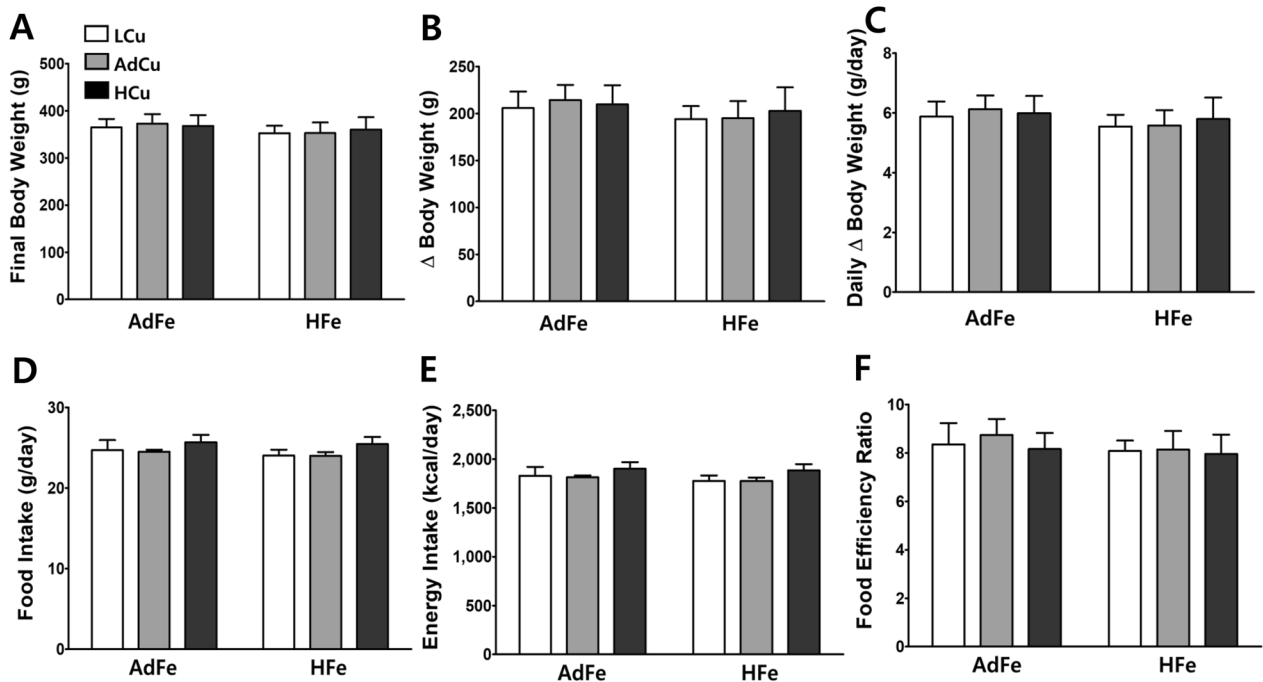 A
LCu
AdCu
HCu
Final Body Weight (g)
500
400
300
200
100
0
AdFe
HFe
B
Δ Body Weight (g)
250
200
150
100
50
0
AdFe
HFe
C
Daily Δ Body Weight (g/day)
8
6
4
2
0
AdFe
HFe
D
Food Intake (g/day)
30
20
10
0
AdFe
HFe
E
Energy Intake (kcal/day)
2,500
2,000
1,500
1,000
500
0
AdFe
HFe
F
Food Efficiency Ratio
10
8
6
4
2
0
AdFe
HFe